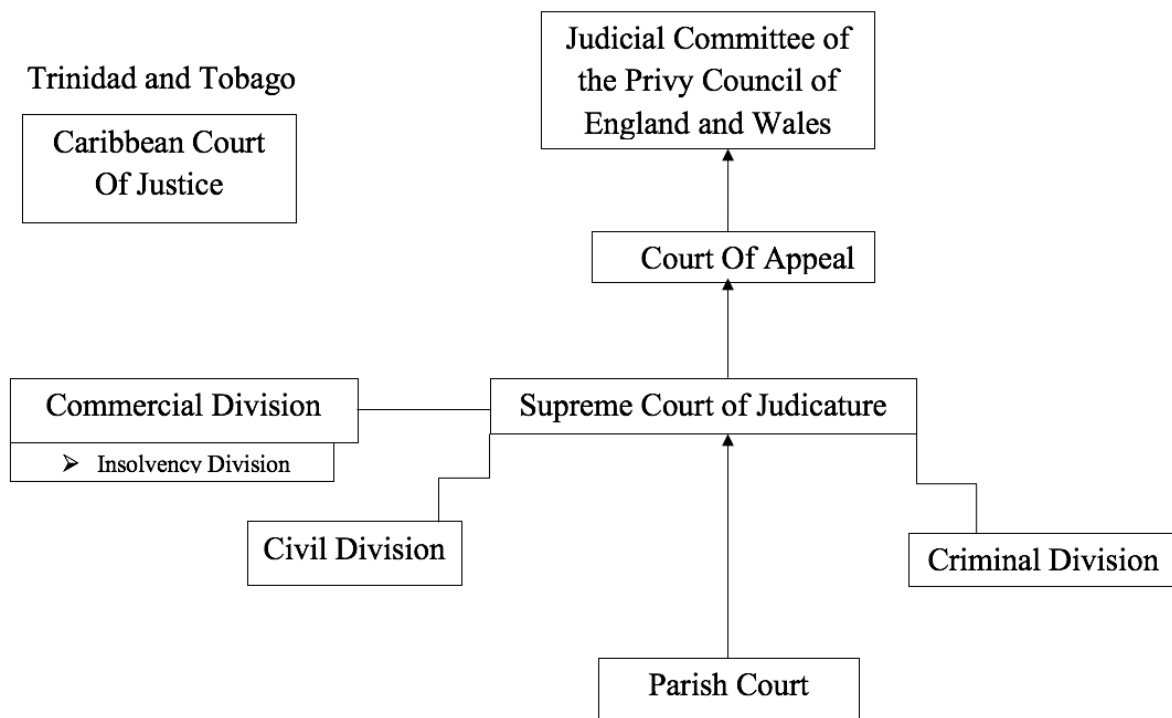 Judicial Committee of
the Privy Council of
England and Wales
Trinidad and Tobago
Caribbean Court
Of Justice
Court Of Appeal
Commercial Division
Supreme Court of Judicature
➢ Insolvency Division
Civil Division
Criminal Division
Parish Court